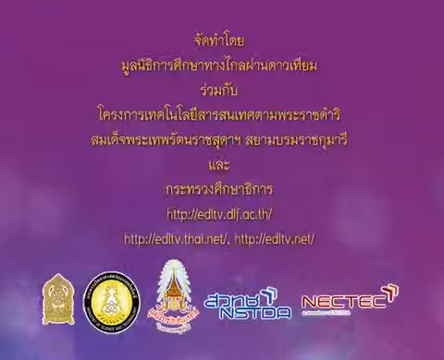 จัดทำโดย
มูลนิธิการศึกษาทางไกลผ่านดาวเทียม
ร่วมกับ
โครงการเทคโนโลยีสารสนเทศตามพระราชดำริ
สมเด็จพระเทพรัตนราชสุดาฯ สยามบรมราชกุมารี
และ
กระทรวงศึกษาธิการ
http://edltv.dlf.ac.th/
http://edltv.thai.net/, http://edltv.net/
สวทช NECTEC
NSTDA